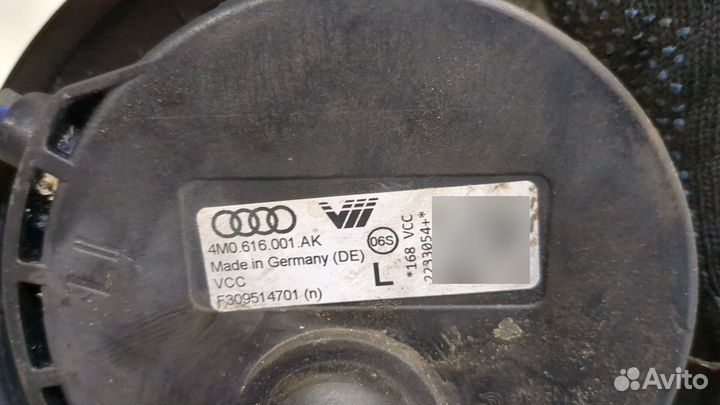 4M0.616.001.AK
Made in Germany (DE)
VCC
F309514701 (n)
06S
L
*168 VCC
2233054+*
Avito